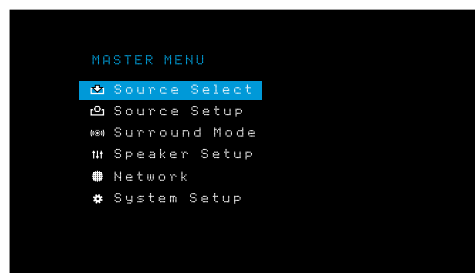 MASTER MENU
Source Select
Source Setup
Surround Mode
Speaker Setup
Network
System Setup